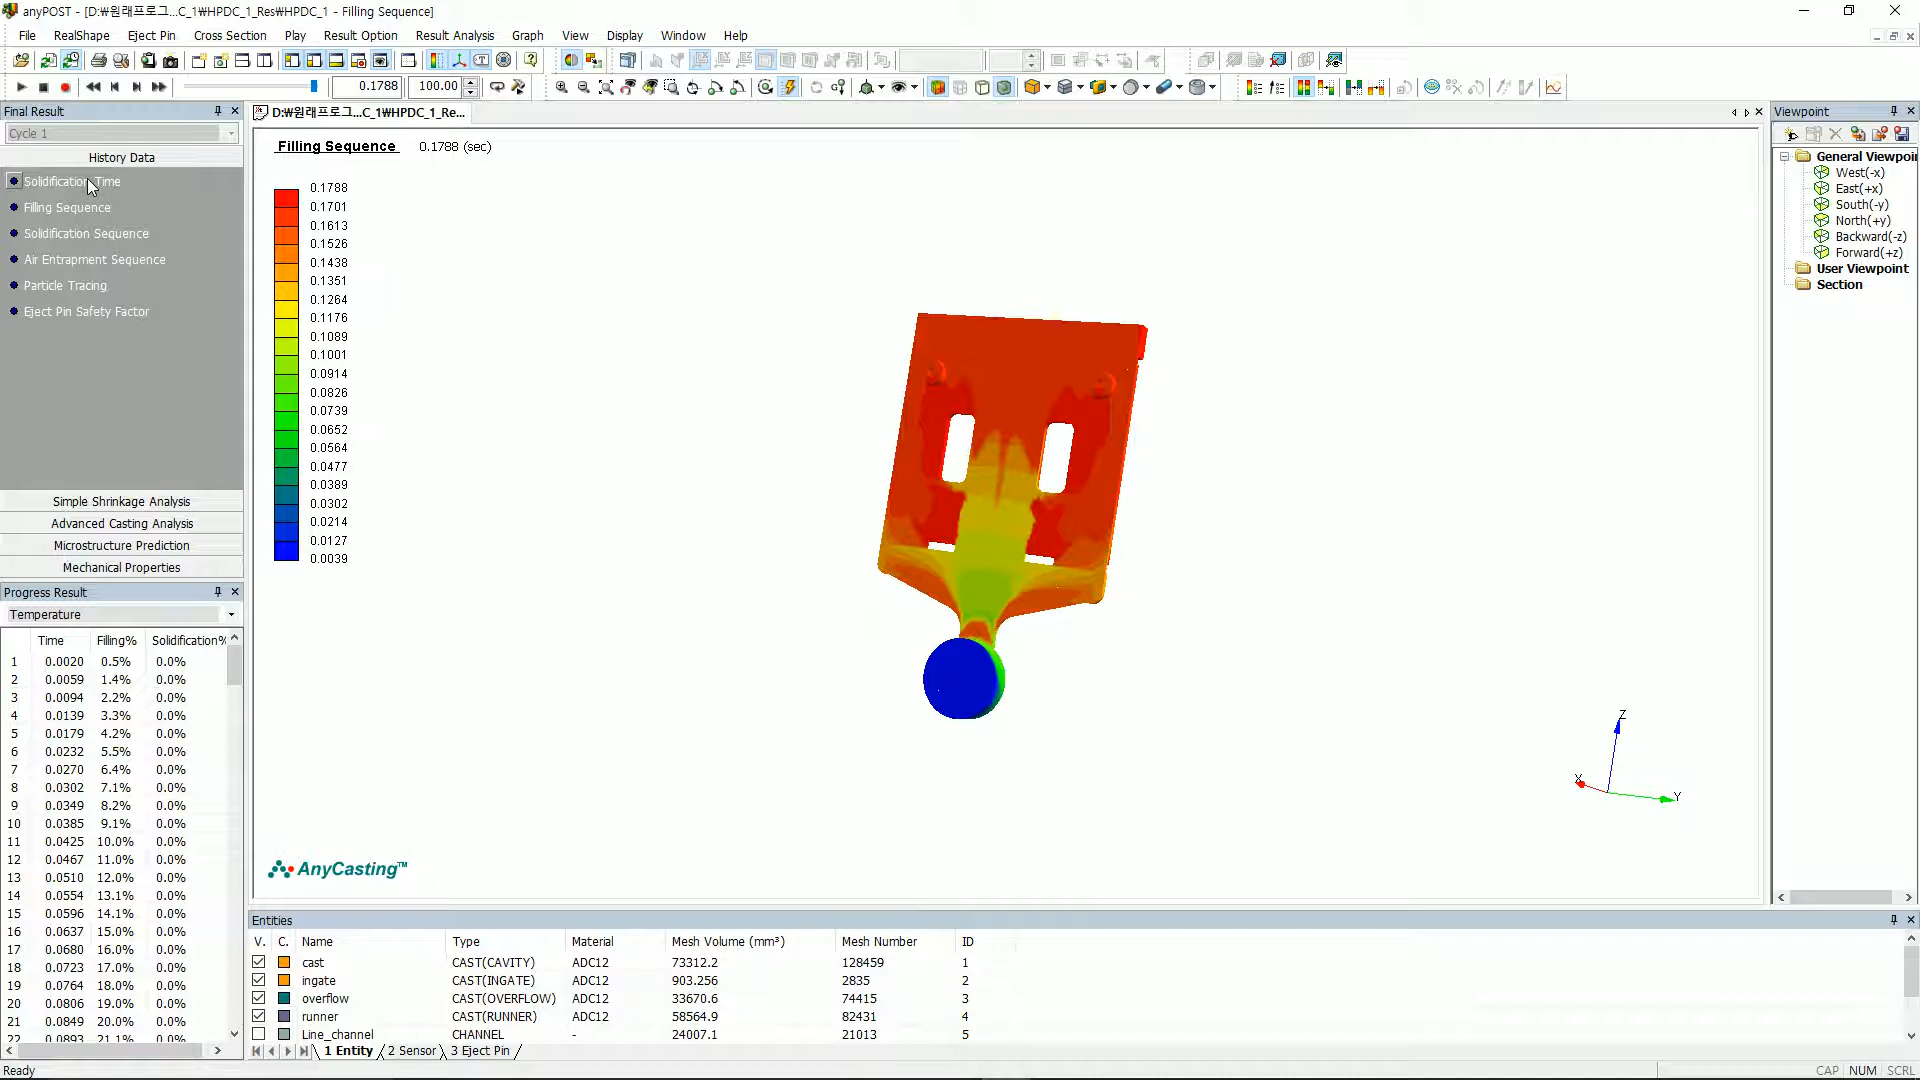 anyPOST - [D:₩원래프로그...C_1₩HPDC_1_Res₩HPDC_1 - Filling Sequence]
File RealShape Eject Pin Cross Section Play Result Option Result Analysis Graph View Display Window Help
0.1788 100.00
Final Result
Cycle 1
History Data
Solidification Time
Filling Sequence
Solidification Sequence
Air Entrapment Sequence
Particle Tracing
Eject Pin Safety Factor
Simple Shrinkage Analysis
Advanced Casting Analysis
Microstructure Prediction
Mechanical Properties
Progress Result
Temperature
Time Filling% Solidification%
1 0.0020 0.5% 0.0%
2 0.0059 1.4% 0.0%
3 0.0094 2.2% 0.0%
4 0.0139 3.3% 0.0%
5 0.0179 4.2% 0.0%
6 0.0232 5.5% 0.0%
7 0.0270 6.4% 0.0%
8 0.0302 7.1% 0.0%
9 0.0349 8.2% 0.0%
10 0.0385 9.1% 0.0%
11 0.0425 10.0% 0.0%
12 0.0467 11.0% 0.0%
13 0.0510 12.0% 0.0%
14 0.0554 13.1% 0.0%
15 0.0596 14.1% 0.0%
16 0.0637 15.0% 0.0%
17 0.0680 16.0% 0.0%
18 0.0723 17.0% 0.0%
19 0.0764 18.0% 0.0%
20 0.0806 19.0% 0.0%
21 0.0849 20.0% 0.0%
22 0.0893 21.1% 0.0%
D:₩원래프로그...C_1₩HPDC_1_Re...
Filling Sequence 0.1788 (sec)
0.1788
0.1701
0.1613
0.1526
0.1438
0.1351
0.1264
0.1176
0.1089
0.1001
0.0914
0.0826
0.0739
0.0652
0.0564
0.0477
0.0389
0.0302
0.0214
0.0127
0.0039
Z
X
Y
AnyCasting™
Viewpoint
General Viewpoi
West(-x)
East(+x)
South(-y)
North(+y)
Backward(-z)
Forward(+z)
User Viewpoint
Section
Entities
V. C. Name Type Material Mesh Volume (mm³) Mesh Number ID
cast CAST(CAVITY) ADC12 73312.2 128459 1
ingate CAST(INGATE) ADC12 903.256 2835 2
overflow CAST(OVERFLOW) ADC12 33670.6 74415 3
runner CAST(RUNNER) ADC12 58564.9 82431 4
Line_channel CHANNEL - 24007.1 21013 5
1 Entity 2 Sensor 3 Eject Pin
Ready CAP NUM SCRL